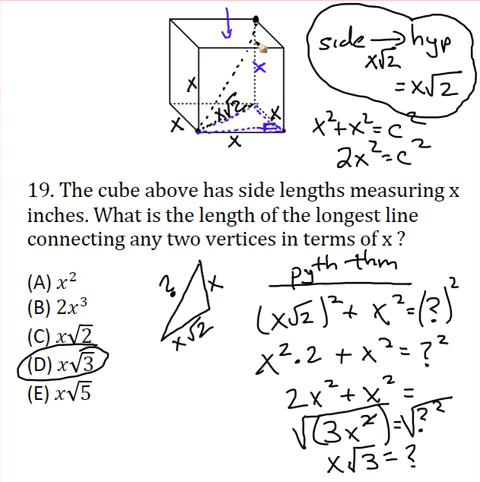 side → hyp
x√2
= x√2
x
x
x√2
x
x
x
x² + x² = c²
2x² = c²
19. The cube above has side lengths measuring x
inches. What is the length of the longest line
connecting any two vertices in terms of x ?
(A) x²
(B) 2x³
(C) x√2
(D) x√3
(E) x√5
?
x
x√2
pyth thm
(x√2)² + x² = (?)²
x².2 + x² = ?²
2x² + x² =
√(3x²) = √?²
x√3 = ?